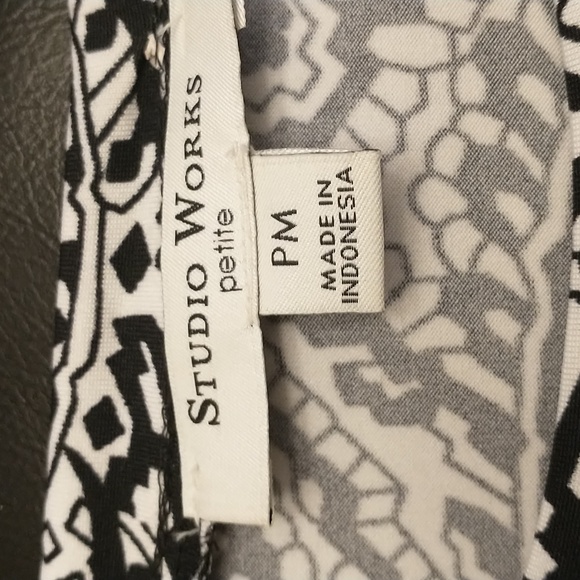 STUDIO WORKS
petite
PM
MADE IN
INDONESIA